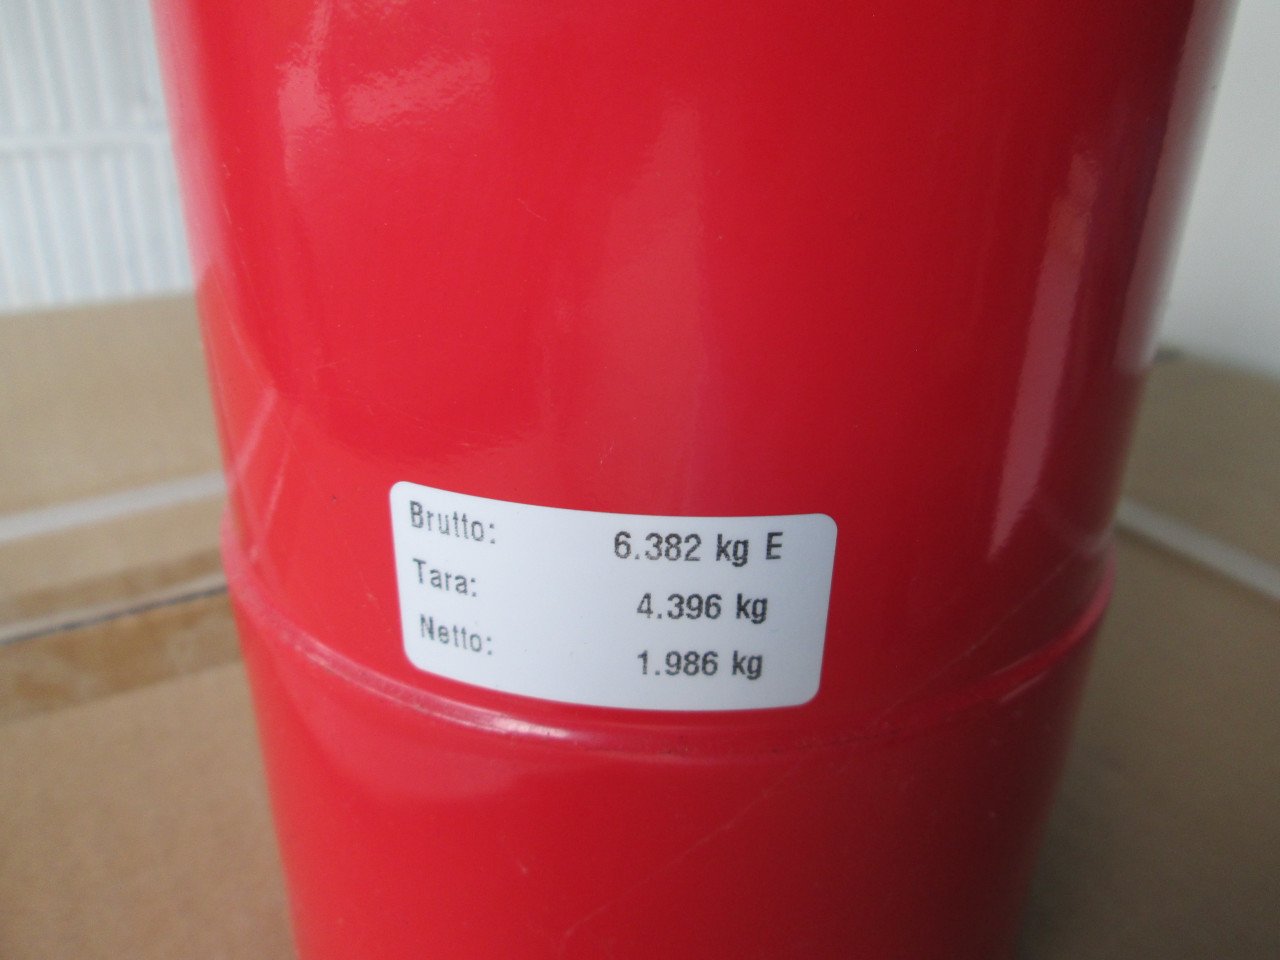 Brutto: 6.382 kg E
Tara: 4.396 kg
Netto: 1.986 kg